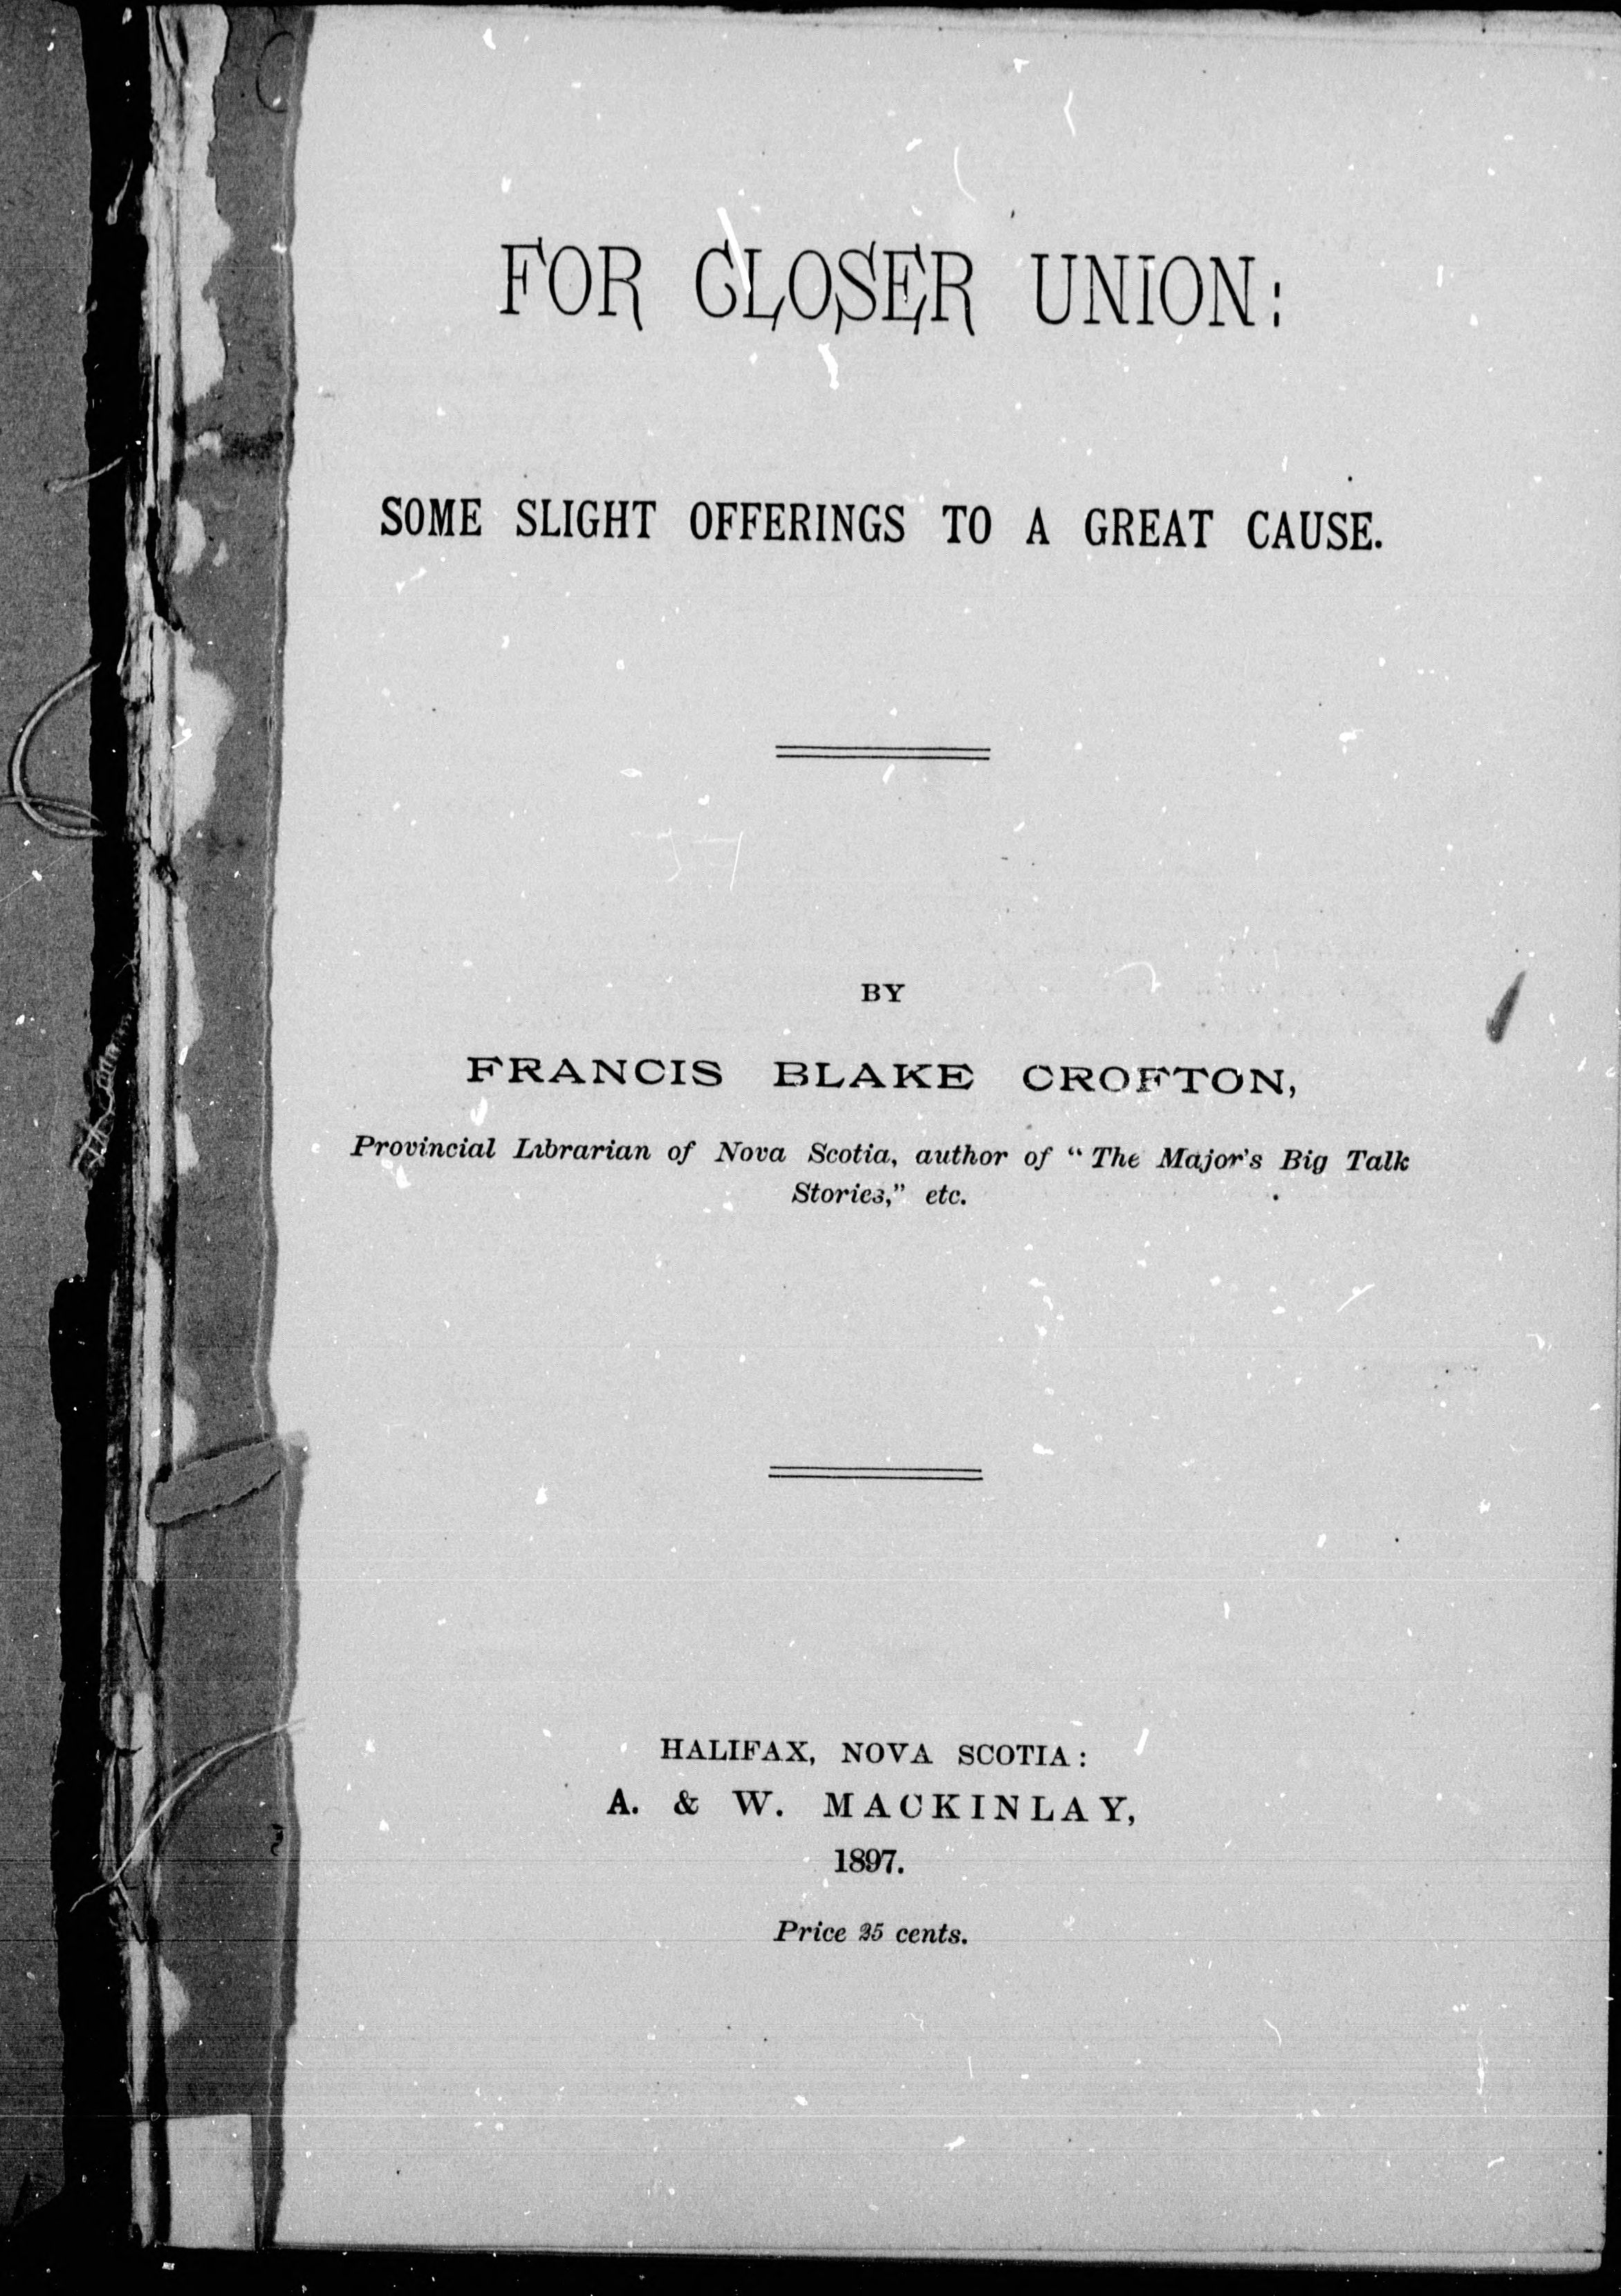 FOR CLOSER UNION:
SOME SLIGHT OFFERINGS TO A GREAT CAUSE.
BY
FRANCIS BLAKE CROFTON,
Provincial Librarian of Nova Scotia, author of "The Major's Big Talk
Stories," etc.
HALIFAX, NOVA SCOTIA:
A. & W. MACKINLAY,
1897.
Price 25 cents.